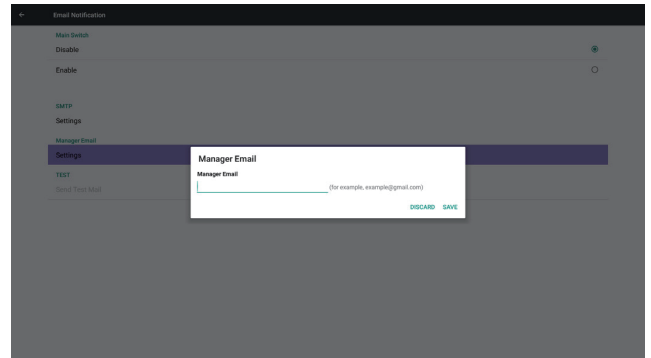 Email Notification
Main Switch
Disable
Enable
SMTP
Settings
Manager Email
Settings
TEST
Send Test Mail
Manager Email
Manager Email
(for example, example@gmail.com)
DISCARD SAVE